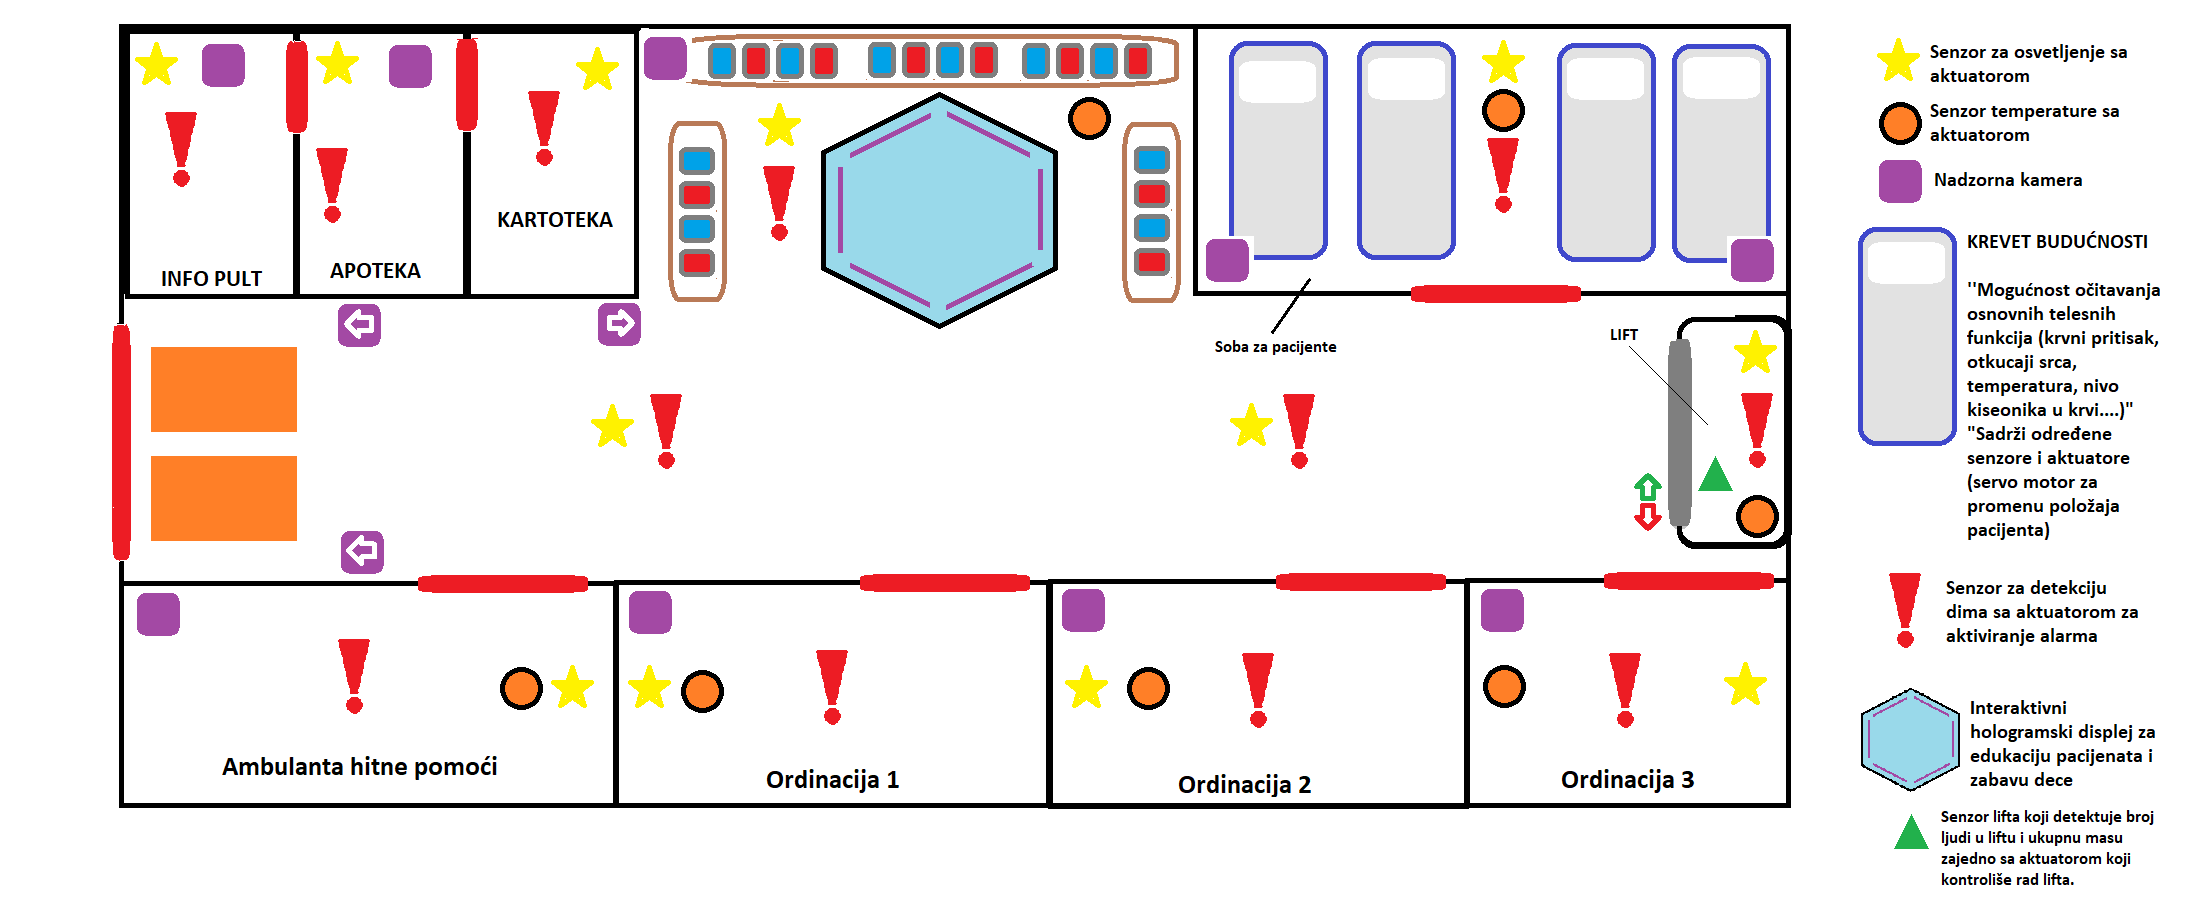 INFO PULT
APOTEKA
KARTOTEKA
Soba za pacijente
LIFT
Ambulanta hitne pomoći
Ordinacija 1
Ordinacija 2
Ordinacija 3
Senzor za osvetljenje sa
aktuatorom
Senzor temperature sa
aktuatorom
Nadzorna kamera
KREVET BUDUĆNOSTI
''Mogućnost očitavanja
osnovnih telesnih
funkcija (krvni pritisak,
otkucaji srca,
temperatura, nivo
kiseonika u krvi....)"
"Sadrži određene
senzore i aktuatore
(servo motor za
promenu položaja
pacijenta)
Senzor za detekciju
dima sa aktuatorom za
aktiviranje alarma
Interaktivni
hologramski displej za
edukaciju pacijenata i
zabavu dece
Senzor lifta koji detektuje broj
ljudi u liftu i ukupnu masu
zajedno sa aktuatorom koji
kontroliše rad lifta.